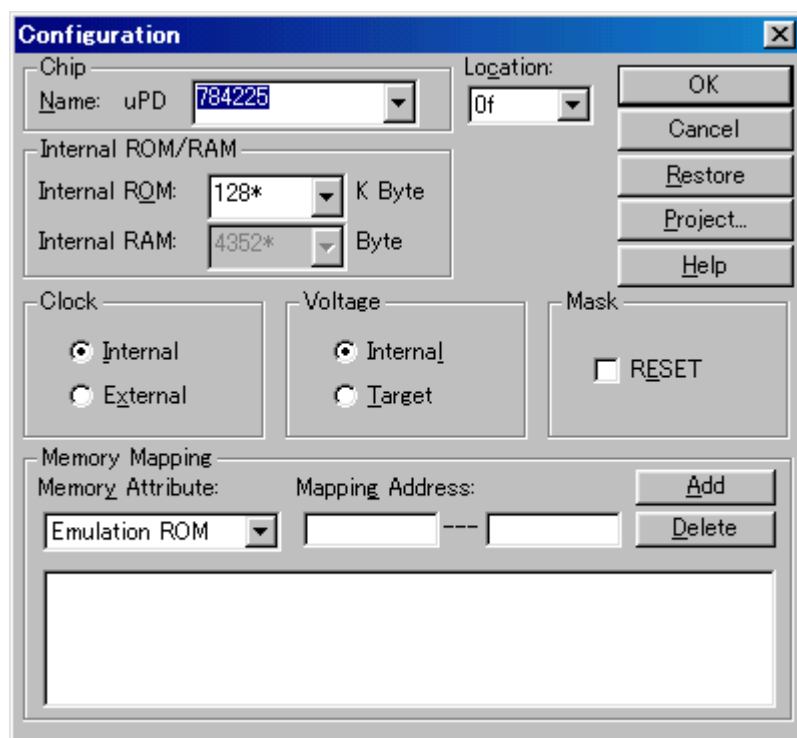 Configuration
Chip
Name: uPD 784225
Location:
0f
OK
Cancel
Restore
Project...
Help
Internal ROM/RAM
Internal ROM: 128* K Byte
Internal RAM: 4352* Byte
Clock
Internal
External
Voltage
Internal
Target
Mask
RESET
Memory Mapping
Memory Attribute: Mapping Address:
Emulation ROM ---
Add
Delete